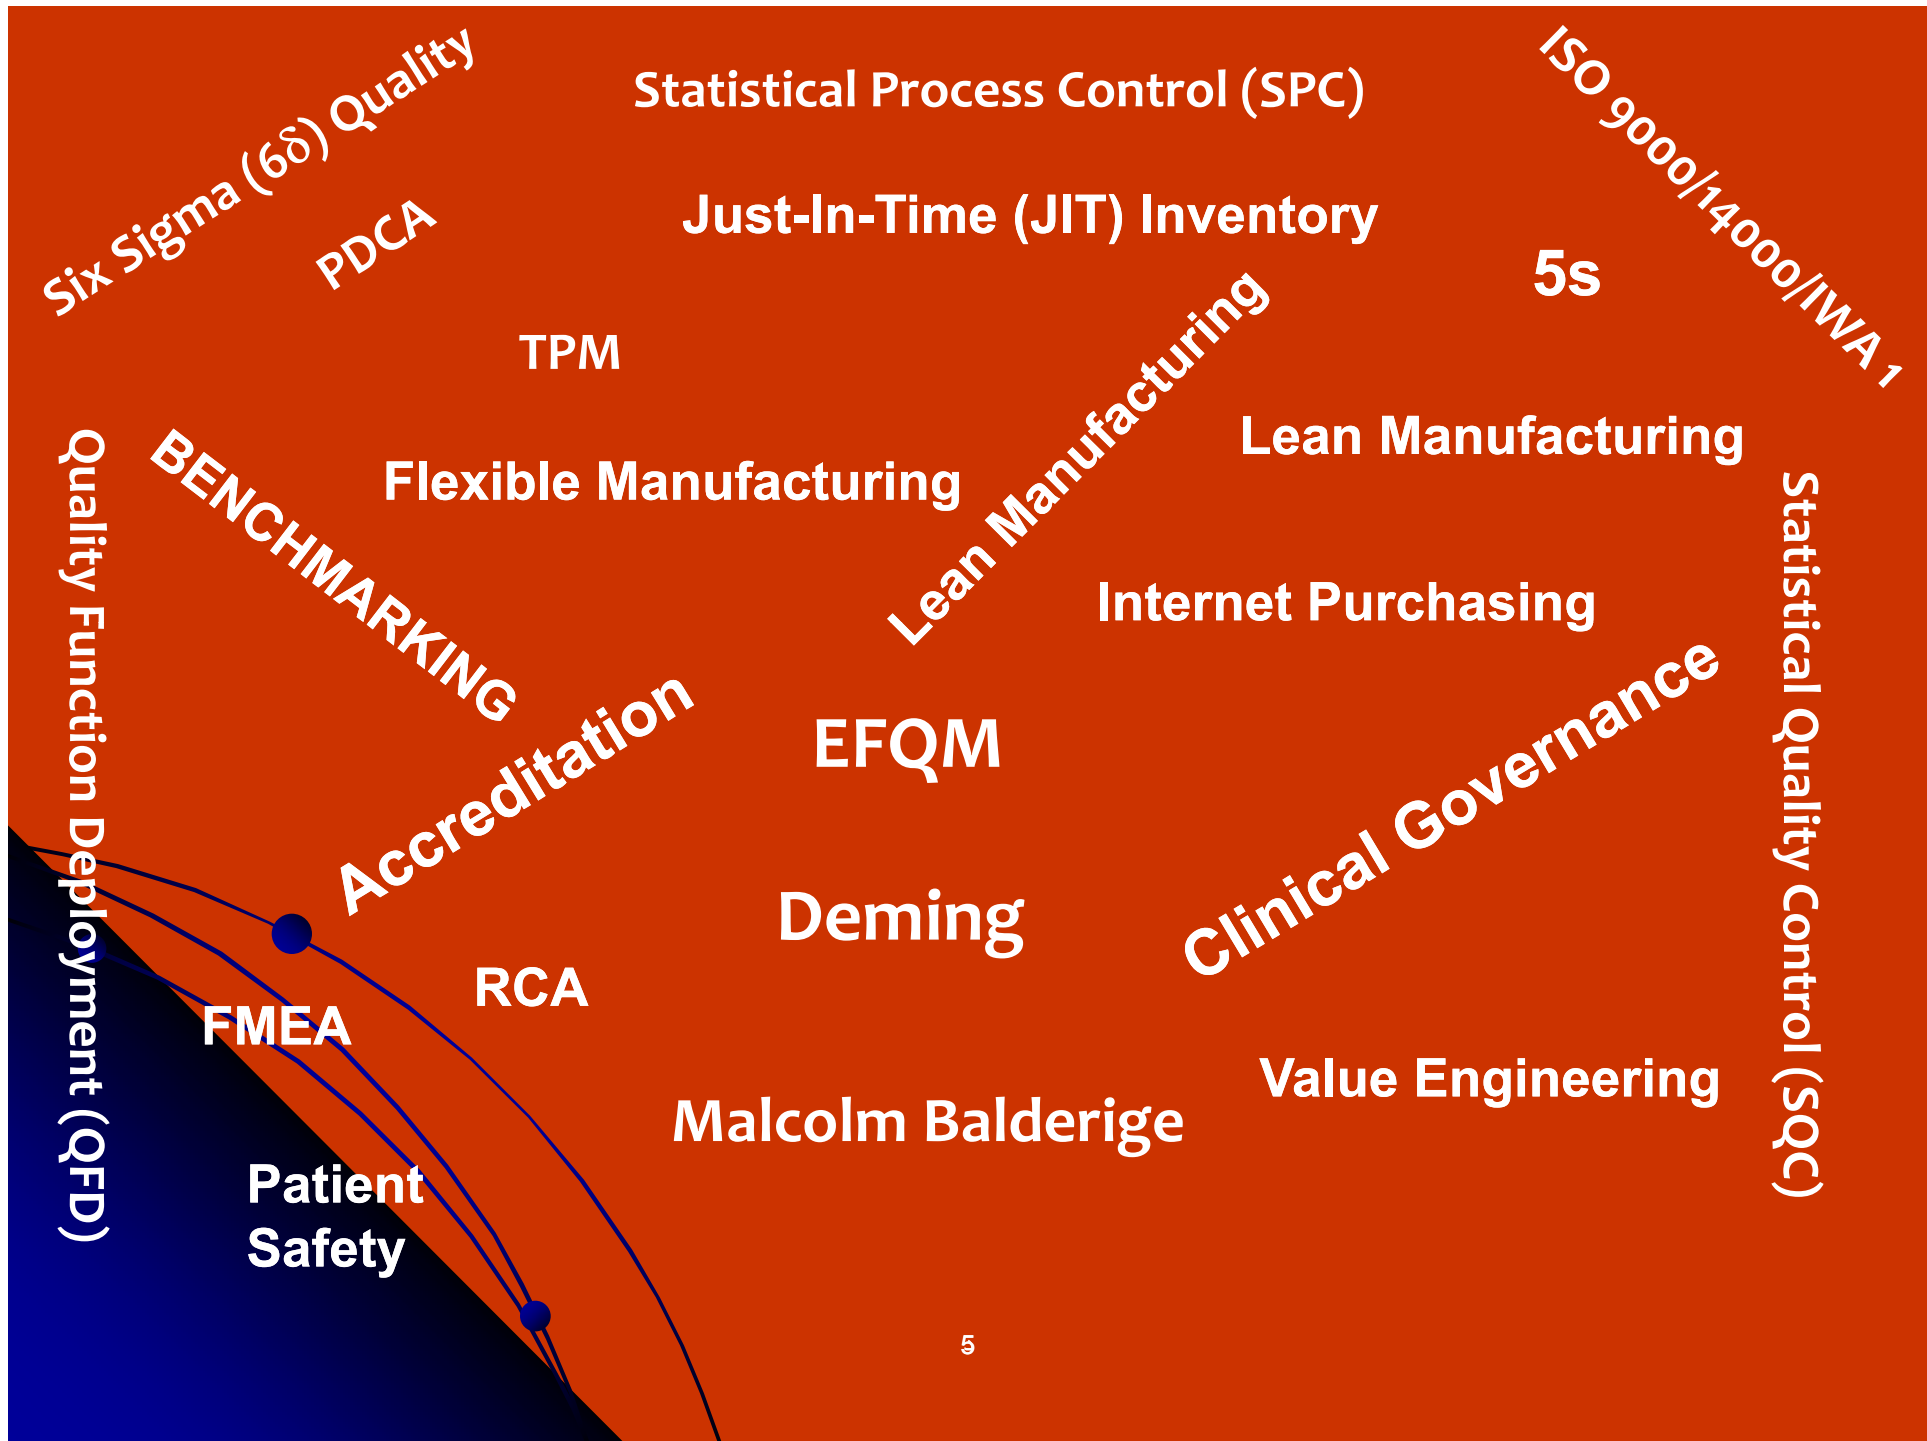 Six Sigma (6δ) Quality
Statistical Process Control (SPC)
ISO 9000/14000/IWA 1
PDCA
Just-In-Time (JIT) Inventory
5s
TPM
Lean Manufacturing
Lean Manufacturing
BENCHMARKING
Flexible Manufacturing
Quality Function Deployment (QFD)
Statistical Quality Control (SQC)
Internet Purchasing
Accreditation
EFQM
Clinical Governance
Deming
RCA
FMEA
Value Engineering
Malcolm Balderige
Patient
Safety